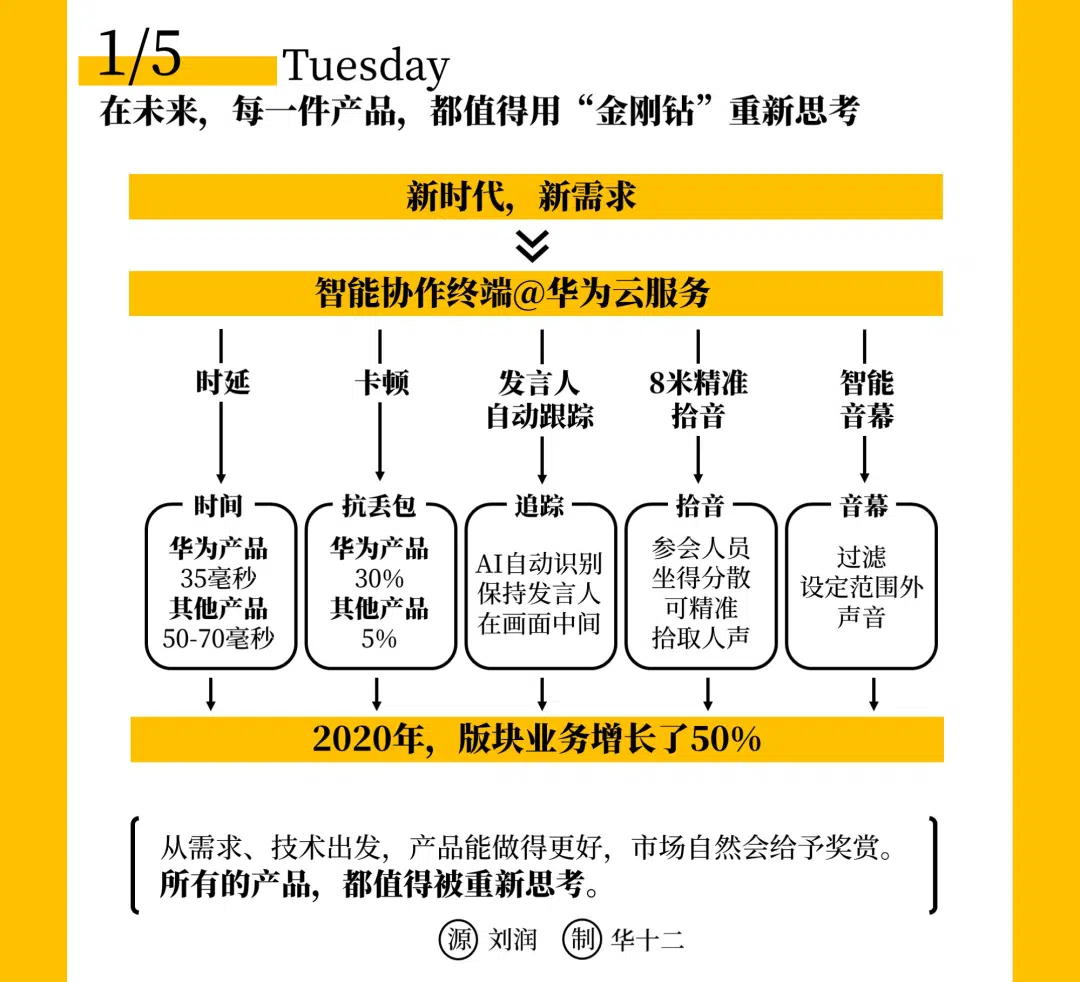 1/5
Tuesday
在未来，每一件产品，都值得用“金刚钻”重新思考
新时代，新需求
智能协作终端@华为云服务
时延
卡顿
发言人
自动跟踪
8米精准
拾音
智能
音幕
时间
华为产品
35毫秒
其他产品
50-70毫秒
抗丢包
华为产品
30%
其他产品
5%
追踪
AI自动识别
保持发言人
在画面中间
拾音
参会人员
坐得分散
可精准
拾取人声
音幕
过滤
设定范围外
声音
2020年，版块业务增长了50%
从需求、技术出发，产品能做得更好，市场自然会给予奖赏。
所有的产品，都值得被重新思考。
源 刘润 制 华十二